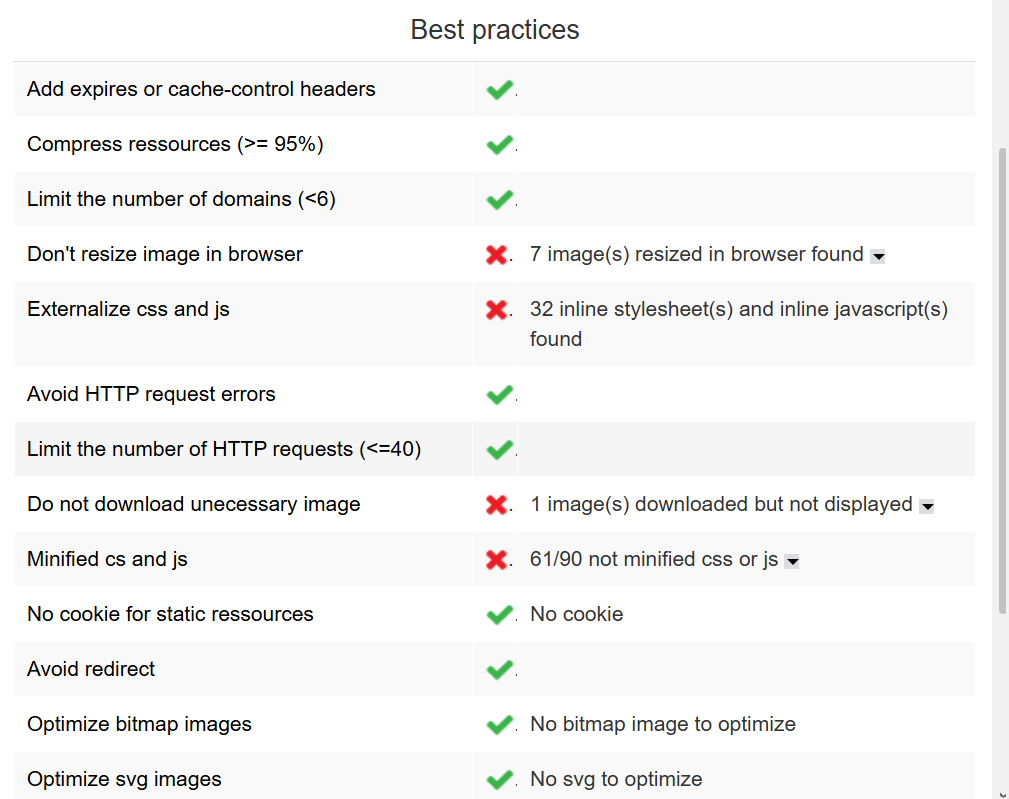 Best practices
Add expires or cache-control headers .
Compress ressources (>= 95%) .
Limit the number of domains (<6) .
Don't resize image in browser . 7 image(s) resized in browser found
Externalize css and js . 32 inline stylesheet(s) and inline javascript(s)
found
Avoid HTTP request errors .
Limit the number of HTTP requests (<=40) .
Do not download unecessary image . 1 image(s) downloaded but not displayed
Minified cs and js . 61/90 not minified css or js
No cookie for static ressources . No cookie
Avoid redirect .
Optimize bitmap images . No bitmap image to optimize
Optimize svg images . No svg to optimize